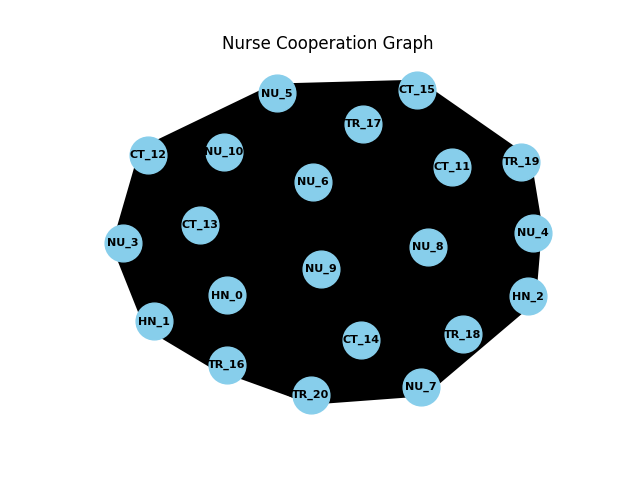 Nurse Cooperation Graph
NU_5
CT_15
TR_17
CT_12
NU_10
CT_11
TR_19
NU_6
CT_13
NU_3
NU_8
NU_4
NU_9
HN_0
HN_2
HN_1
CT_14
TR_18
TR_16
TR_20
NU_7